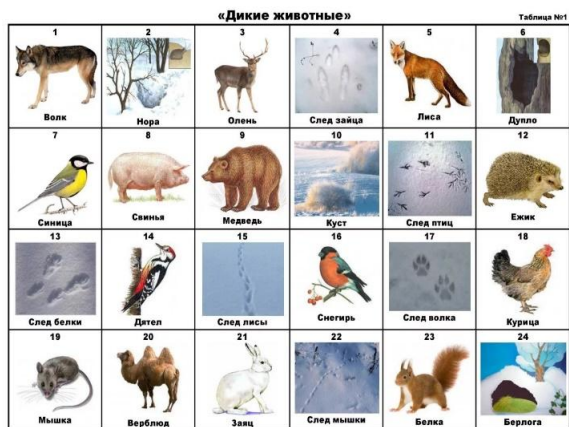 «Дикие животные»
Таблица №1
1 2 3 4 5 6
Волк Нора Олень След зайца Лиса Дупло
7 8 9 10 11 12
Синица Свинья Медведь Куст След птиц Ежик
13 14 15 16 17 18
След белки Дятел След лисы Снегирь След волка Курица
19 20 21 22 23 24
Мышка Верблюд Заяц След мышки Белка Берлога